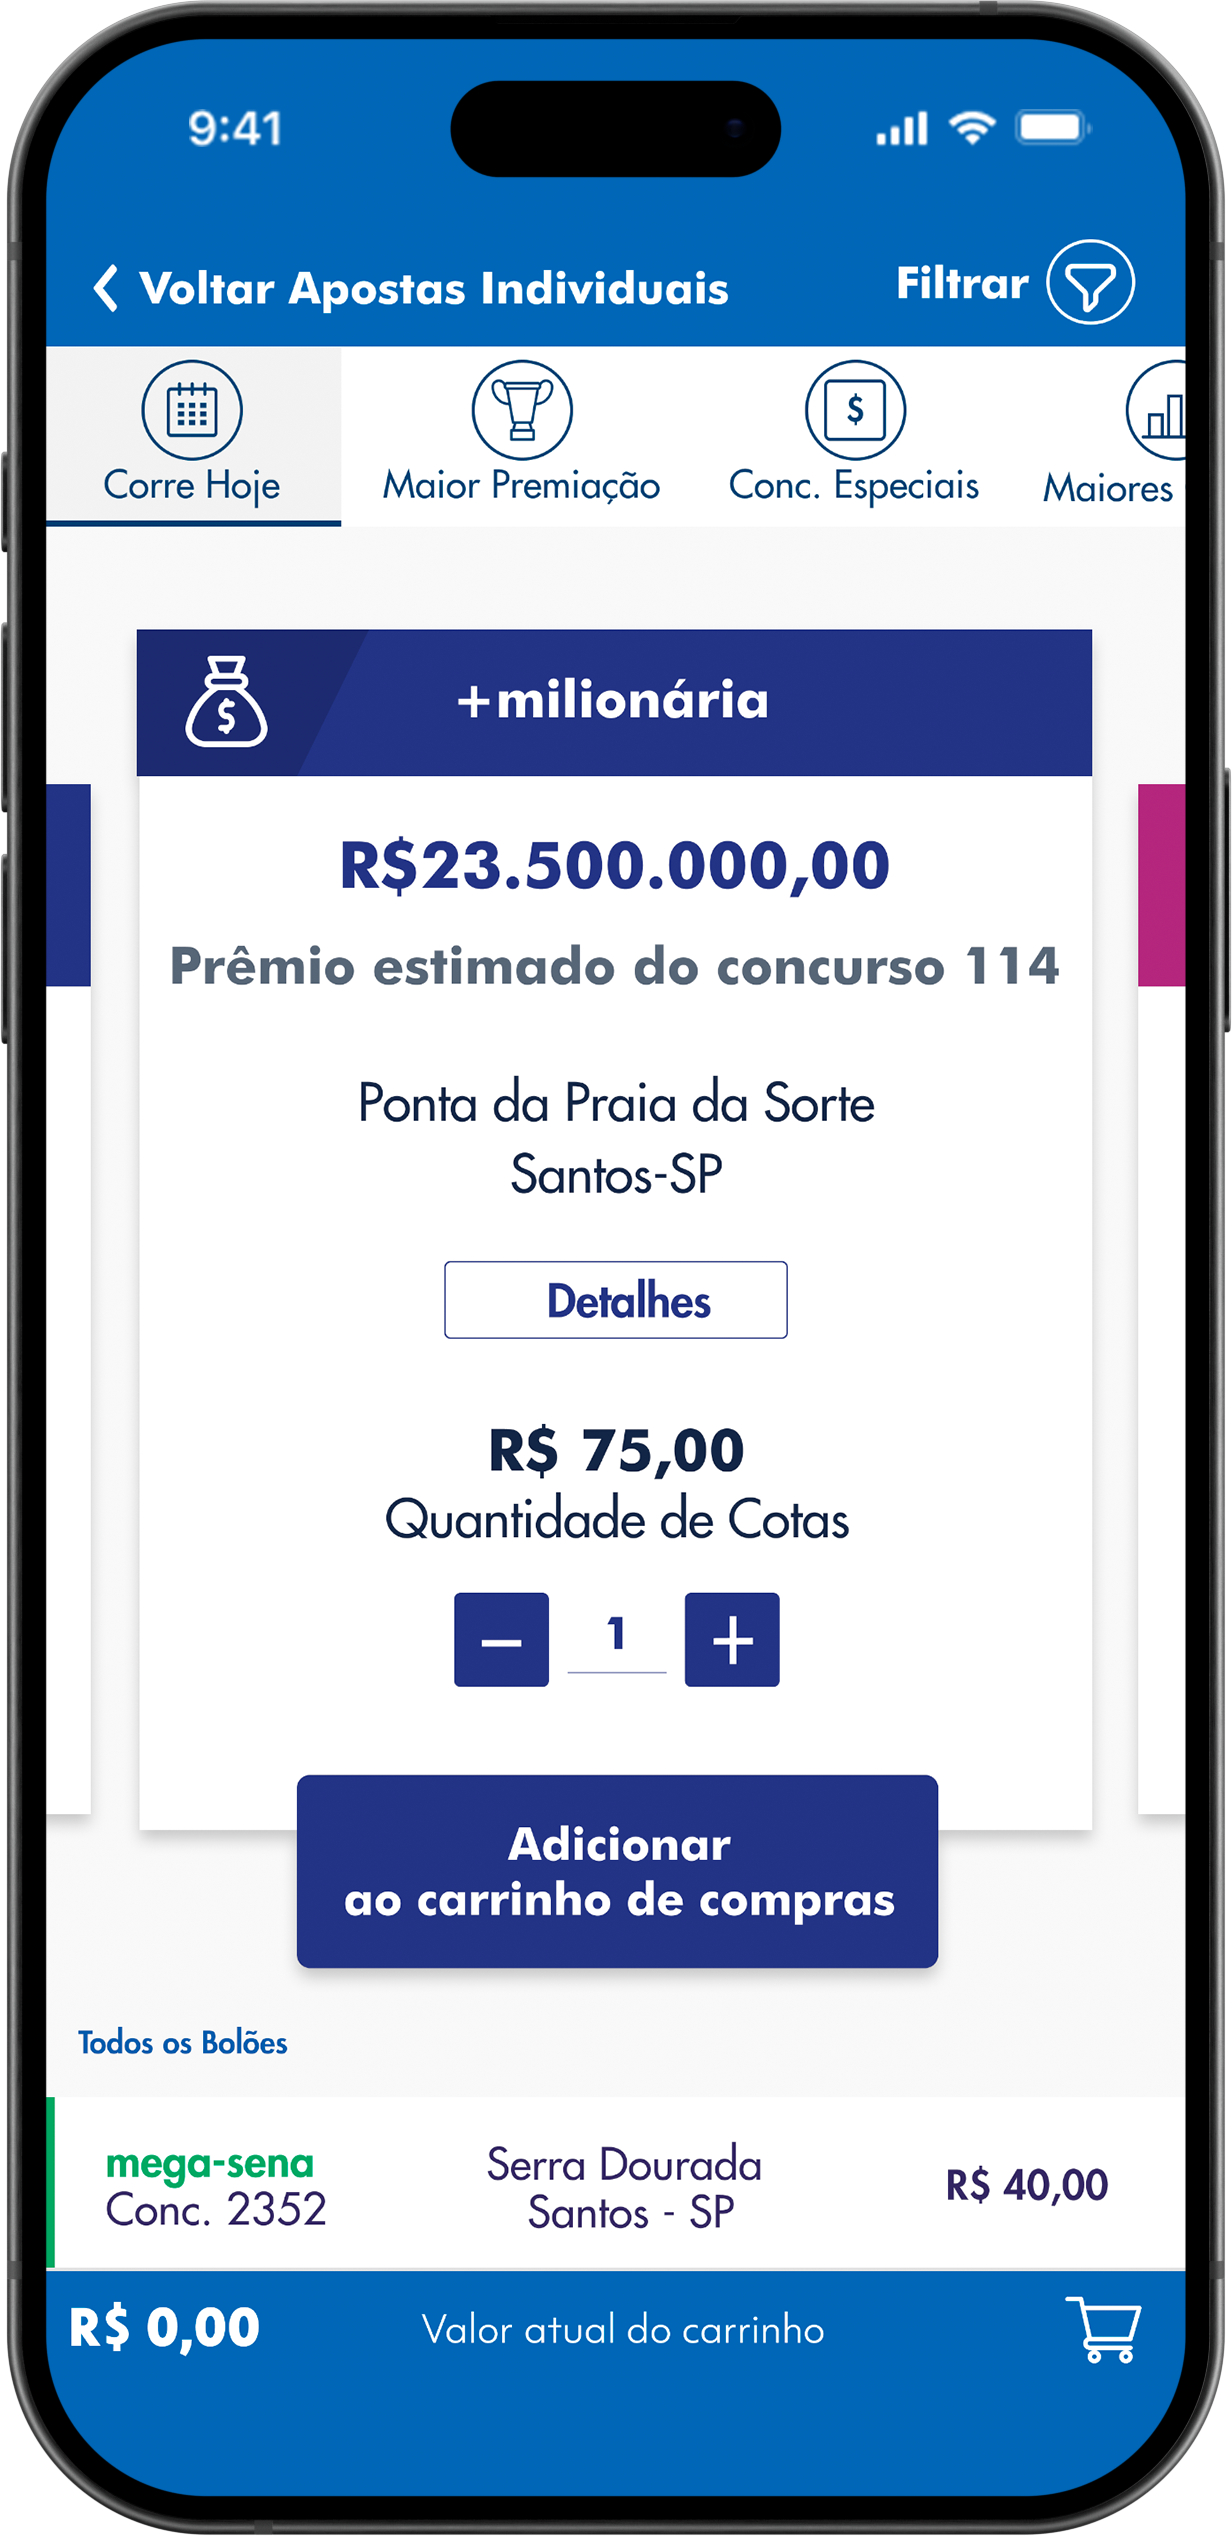 9:41
Voltar Apostas Individuais
Filtrar
Corre Hoje
Maior Premiação
$
Conc. Especiais
Maiores
$
+milionária
R$23.500.000,00
Prêmio estimado do concurso 114
Ponta da Praia da Sorte
Santos-SP
Detalhes
R$ 75,00
Quantidade de Cotas
− 1 +
Adicionar
ao carrinho de compras
Todos os Bolões
mega-sena
Conc. 2352
Serra Dourada
Santos - SP
R$ 40,00
R$ 0,00
Valor atual do carrinho